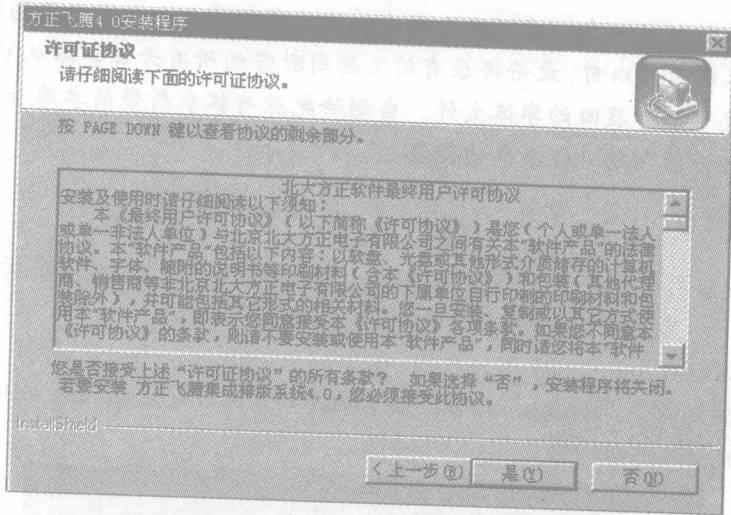 方正飞腾4.0安装程序
许可证协议
请仔细阅读下面的许可证协议。
按 PAGE DOWN 键以查看协议的剩余部分。
北大方正软件最终用户许可协议
安装及使用时请仔细阅读以下须知:
本《最终用户许可协议》(以下简称《许可协议》)是您(个人或单一法人
或单一非法人单位)与北京北大方正电子有限公司之间有关本"软件产品"的法律
协议。本"软件产品"包括以下内容:以软盘、光盘或其他形式介质储存的计算机
软件、字体、随附的说明书等印刷材料(含本《许可协议》)和包装(其他代理
商、销售商等非北京北大方正电子有限公司的下属单位自行印制的印刷材料和包
装除外),并可能包括其它形式的相关材料。您一旦安装、复制或以其它方式使
用本"软件产品",即表示您同意接受本《许可协议》各项条款。如果您不同意本
《许可协议》的条款,则请不要安装或使用本"软件产品",同时请您将本"软件
您是否接受上述“许可证协议”的所有条款? 如果选择“否”,安装程序将关闭。
若要安装 方正飞腾集成排版系统4.0,您必须接受此协议。
InstallShield
<上一步(B) 是(Y) 否(N)